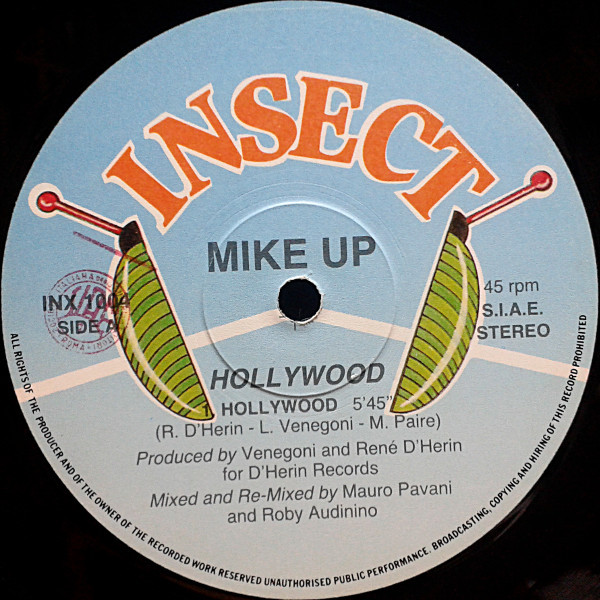 INSECT
MIKE UP
INX 1004
SIDE A
45 rpm
S.I.A.E.
STEREO
HOLLYWOOD
1. HOLLYWOOD 5'45"
(R. D'Herin - L. Venegoni - M. Paire)
Produced by Venegoni and René D'Herin
for D'Herin Records
Mixed and Re-Mixed by Mauro Pavani
and Roby Audinino
ALL RIGHTS OF THE PRODUCER AND OF THE OWNER OF THE RECORDED WORK RESERVED UNAUTHORISED PUBLIC PERFORMANCE, BROADCASTING, COPYING AND HIRING OF THIS RECORD PROHIBITED